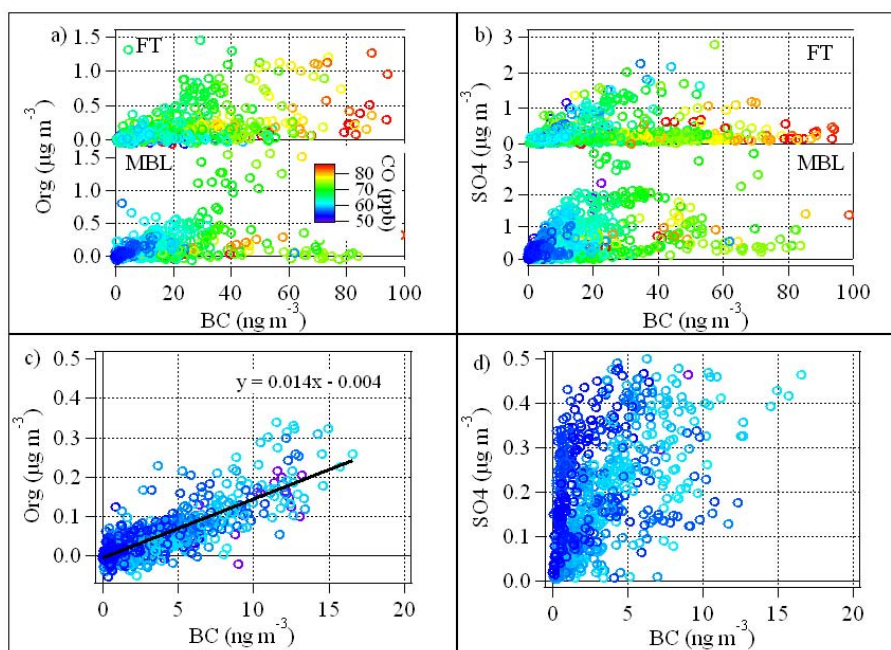 a)
FT
1.5
1.0
0.5
0.0
MBL
1.5
1.0
0.5
0.0
Org (µg m⁻³)
80
70
60
50
CO (ppb)
0 20 40 60 80 100
BC (ng m⁻³)
b)
FT
3
2
1
0
MBL
3
2
1
0
SO4 (µg m⁻³)
0 20 40 60 80 100
BC (ng m⁻³)
c)
y = 0.014x - 0.004
0.5
0.4
0.3
0.2
0.1
0.0
Org (µg m⁻³)
0 5 10 15 20
BC (ng m⁻³)
d)
0.5
0.4
0.3
0.2
0.1
0.0
SO4 (µg m⁻³)
0 5 10 15 20
BC (ng m⁻³)